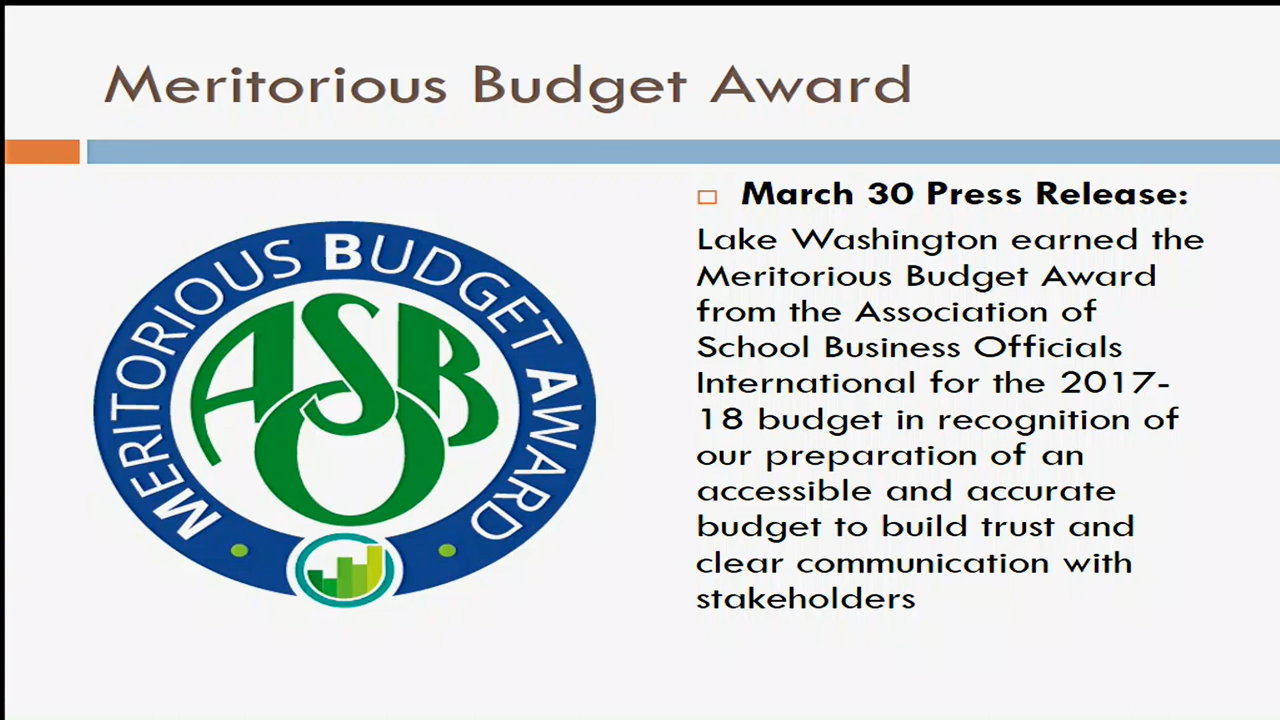 Meritorious Budget Award
MERITORIOUS BUDGET AWARD
ASBO
March 30 Press Release:
Lake Washington earned the
Meritorious Budget Award
from the Association of
School Business Officials
International for the 2017-
18 budget in recognition of
our preparation of an
accessible and accurate
budget to build trust and
clear communication with
stakeholders